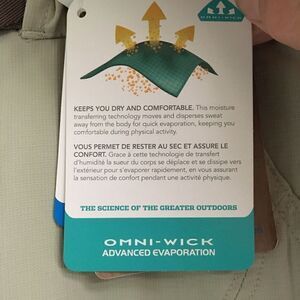 OMNI-WICK
KEEPS YOU DRY AND COMFORTABLE. This moisture
transferring technology moves and disperses sweat
away from the body for quick evaporation, keeping you
comfortable during physical activity.
VOUS PERMET DE RESTER AU SEC ET ASSURE LE
CONFORT. Grace à cette technologie de transfert
d'humidité la sueur du corps se déplace et se dissipe vers
l'extérieur pour s'evaporer rapidement, en vous assurant
la sensation de confort pendant une activité physique.
THE SCIENCE OF THE GREATER OUTDOORS
OMNI-WICK
ADVANCED EVAPORATION